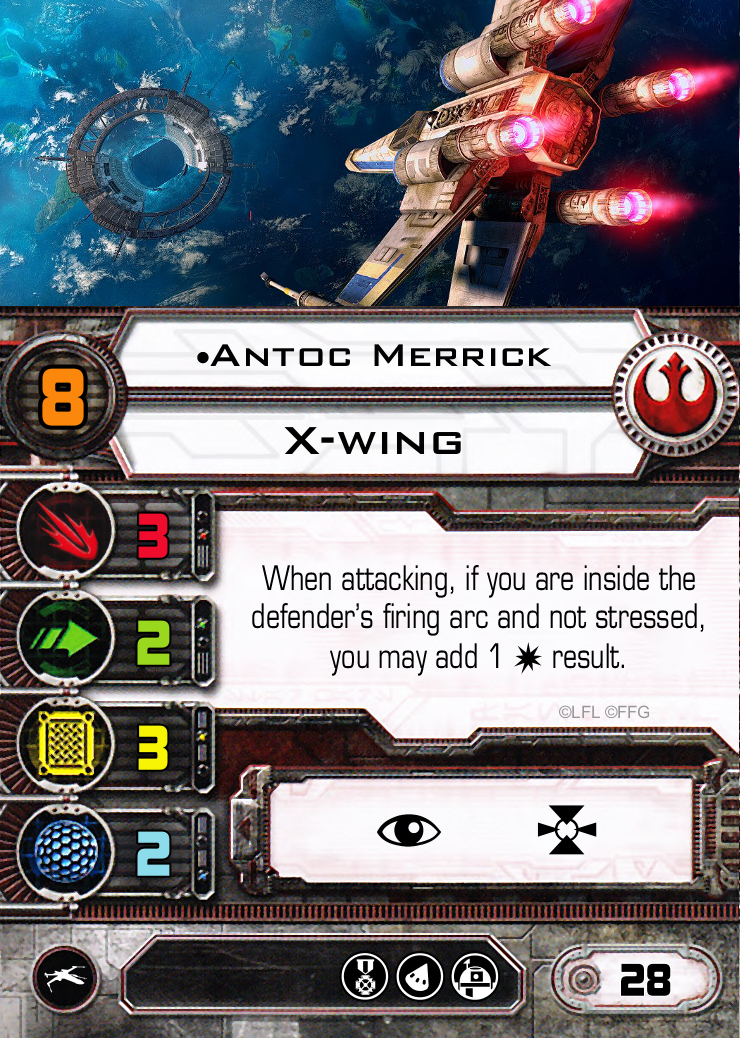 •Antoc Merrick
8
X-wing
3
When attacking, if you are inside the
defender's firing arc and not stressed,
2
you may add 1 result.
©LFL ©FFG
3
2
28